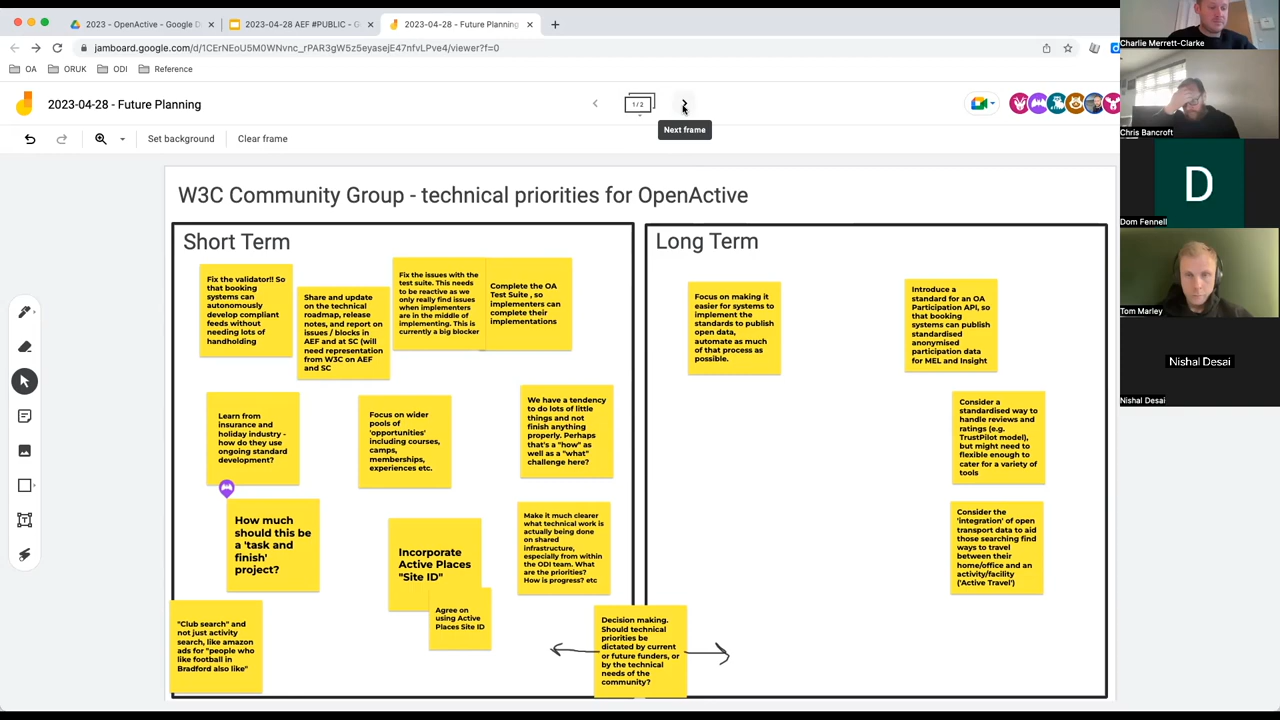 2023 - OpenActive - Google D
2023-04-28 AEF #PUBLIC - G
2023-04-28 - Future Planning
jamboard.google.com/d/1CErNEoU5M0WNvnc_rPAR3gW5z5eyasejE47nfvLPve4/viewer?f=0
OA
ORUK
ODI
Reference
2023-04-28 - Future Planning
1 / 2
Next frame
Set background
Clear frame
W3C Community Group - technical priorities for OpenActive
Short Term
Fix the validator!! So
that booking
systems can
autonomously
develop compliant
feeds without
needing lots of
handholding
Share and update
on the technical
roadmap, release
notes, and report on
issues / blocks in
AEF and at SC (will
need representation
from W3C on AEF
and SC
Fix the issues with the
test suite. This needs
to be reactive as we
only really find issues
when implementers
are in the middle of
implementing. This is
currently a big blocker
Complete the OA
Test Suite , so
implementers can
complete their
implementations
Learn from
insurance and
holiday industry -
how do they use
ongoing standard
development?
Focus on wider
pools of
'opportunities'
including courses,
camps,
memberships,
experiences etc.
We have a tendency
to do lots of little
things and not
finish anything
properly. Perhaps
that's a "how" as
well as a "what"
challenge here?
How much
should this be
a 'task and
finish'
project?
Incorporate
Active Places
"Site ID"
Agree on
using Active
Places Site ID
Make it much clearer
what technical work is
actually being done
on shared
infrastructure,
especially from within
the ODI team. What
are the priorities?
How is progress? etc
"Club search" and
not just activity
search, like amazon
ads for "people who
like football in
Bradford also like"
Decision making.
Should technical
priorities be
dictated by current
or future funders, or
by the technical
needs of the
community?
Long Term
Focus on making it
easier for systems to
implement the
standards to publish
open data,
automate as much
of that process as
possible.
Introduce a
standard for an OA
Participation API, so
that booking
systems can publish
standardised
anonymised
participation data
for MEL and Insight
Consider a
standardised way to
handle reviews and
ratings (e.g.
TrustPilot model),
but might need to
flexible enough to
cater for a variety of
tools
Consider the
'integration' of open
transport data to aid
those searching find
ways to travel
between their
home/office and an
activity/facility
('Active Travel')
Charlie Merrett-Clarke
Chris Bancroft
D
Dom Fennell
Tom Marley
Nishal Desai
Nishal Desai